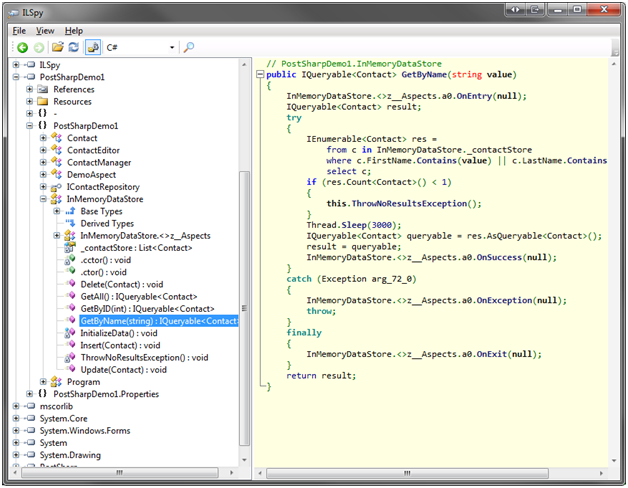 ILSpy
File View Help
C#
ILSpy
PostSharpDemo1
References
Resources
{} -
{} PostSharpDemo1
Contact
ContactEditor
ContactManager
DemoAspect
IContactRepository
InMemoryDataStore
Base Types
Derived Types
InMemoryDataStore.<>z__Aspects
_contactStore : List<Contact>
.cctor() : void
.ctor() : void
Delete(Contact) : void
GetAll() : IQueryable<Contact>
GetByID(int) : IQueryable<Contact>
GetByName(string) : IQueryable<Contact
InitializeData() : void
Insert(Contact) : void
ThrowNoResultsException() : void
Update(Contact) : void
Program
{} PostSharpDemo1.Properties
mscorlib
System.Core
System.Windows.Forms
System
System.Drawing
// PostSharpDemo1.InMemoryDataStore
public IQueryable<Contact> GetByName(string value)
{
InMemoryDataStore.<>z__Aspects.a0.OnEntry(null);
IQueryable<Contact> result;
try
{
IEnumerable<Contact> res =
from c in InMemoryDataStore._contactStore
where c.FirstName.Contains(value) || c.LastName.Contains
select c;
if (res.Count<Contact>() < 1)
{
this.ThrowNoResultsException();
}
Thread.Sleep(3000);
IQueryable<Contact> queryable = res.AsQueryable<Contact>();
result = queryable;
InMemoryDataStore.<>z__Aspects.a0.OnSuccess(null);
}
catch (Exception arg_72_0)
{
InMemoryDataStore.<>z__Aspects.a0.OnException(null);
throw;
}
finally
{
InMemoryDataStore.<>z__Aspects.a0.OnExit(null);
}
return result;
}